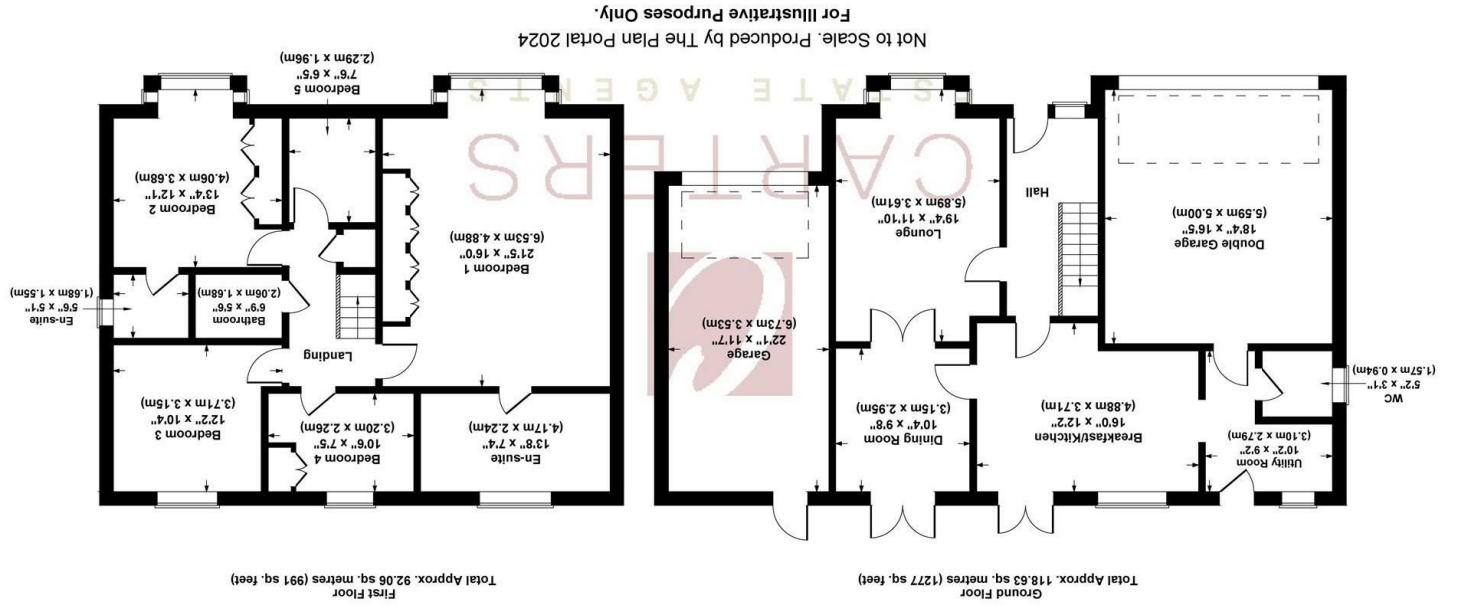 Ground Floor
Total Approx. 118.63 sq. metres (1277 sq. feet)
Utility Room
10'2" x 9'2"
(3.10m x 2.79m)
WC
5'2" x 3'1"
(1.57m x 0.94m)
Breakfast/Kitchen
16'0" x 12'2"
(4.88m x 3.71m)
Dining Room
10'4" x 9'8"
(3.15m x 2.95m)
Garage
22'1" x 11'7"
(6.73m x 3.53m)
Double Garage
18'4" x 16'5"
(5.59m x 5.00m)
Hall
Lounge
19'4" x 11'10"
(5.89m x 3.61m)
First Floor
Total Approx. 92.06 sq. metres (991 sq. feet)
En-suite
13'8" x 7'4"
(4.17m x 2.24m)
Bedroom 4
10'6" x 7'5"
(3.20m x 2.26m)
Bedroom 3
12'2" x 10'4"
(3.71m x 3.15m)
Landing
Bathroom
6'9" x 5'6"
(2.06m x 1.68m)
En-suite
5'6" x 5'1"
(1.68m x 1.55m)
Bedroom 1
21'5" x 16'0"
(6.53m x 4.88m)
Bedroom 2
13'4" x 12'1"
(4.06m x 3.68m)
Bedroom 5
7'6" x 6'5"
(2.29m x 1.96m)
CARTERS
ESTATE AGENTS
Not to Scale. Produced by The Plan Portal 2024
For Illustrative Purposes Only.